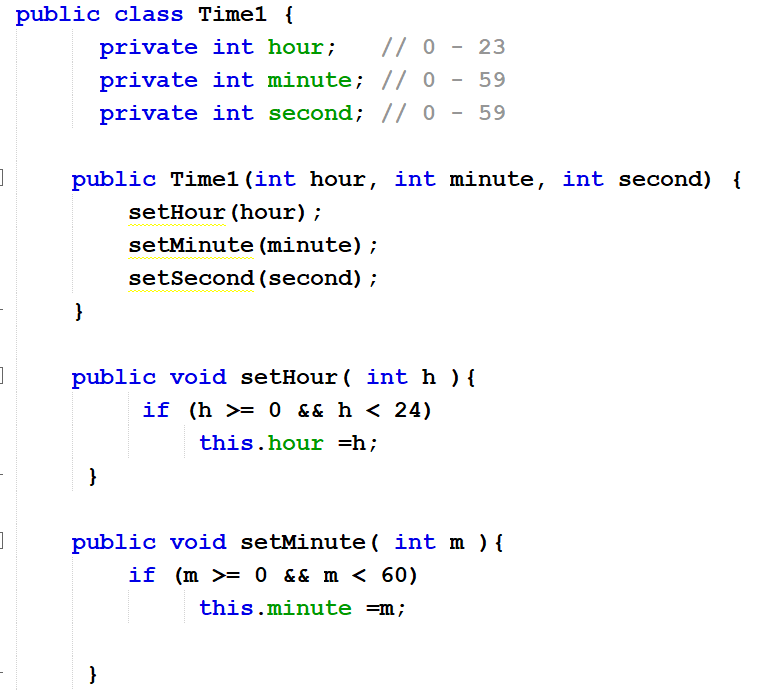 public class Time1 {
private int hour;   // 0 - 23
private int minute; // 0 - 59
private int second; // 0 - 59
public Time1(int hour, int minute, int second) {
setHour(hour);
setMinute(minute);
setSecond(second);
}
public void setHour( int h ){
if (h >= 0 && h < 24)
this.hour =h;
}
public void setMinute( int m ){
if (m >= 0 && m < 60)
this.minute =m;
}